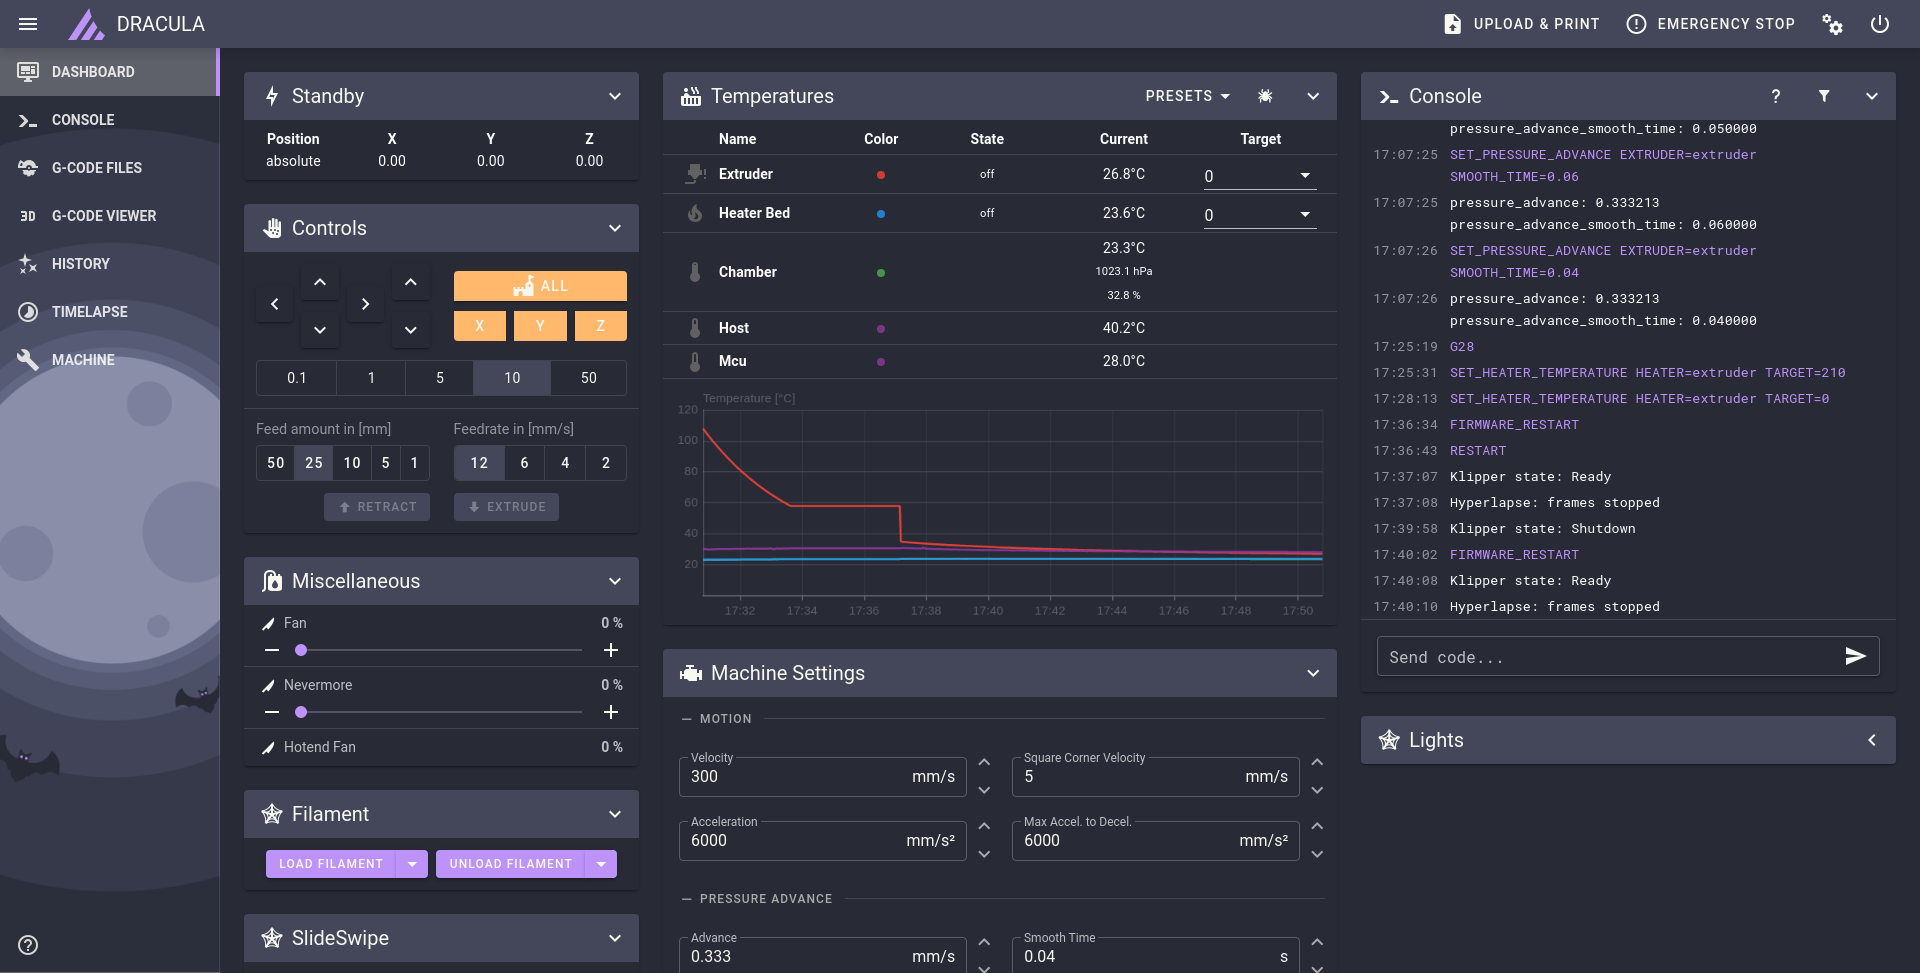 DRACULA
UPLOAD & PRINT
EMERGENCY STOP
DASHBOARD
CONSOLE
G-CODE FILES
3D G-CODE VIEWER
HISTORY
TIMELAPSE
MACHINE
Standby
Position X Y Z
absolute 0.00 0.00 0.00
Controls
ALL
X Y Z
0.1 1 5 10 50
Feed amount in [mm] Feedrate in [mm/s]
50 25 10 5 1 12 6 4 2
RETRACT EXTRUDE
Miscellaneous
Fan 0 %
Nevermore 0 %
Hotend Fan 0 %
Filament
LOAD FILAMENT UNLOAD FILAMENT
SlideSwipe
Temperatures PRESETS
Name Color State Current Target
Extruder off 26.8°C 0
Heater Bed off 23.6°C 0
23.3°C
Chamber 1023.1 hPa
32.8 %
Host 40.2°C
Mcu 28.0°C
Temperature [°C]
120
100
80
60
40
20
17:32 17:34 17:36 17:38 17:40 17:42 17:44 17:46 17:48 17:50
Machine Settings
MOTION
Velocity Square Corner Velocity
300 mm/s 5 mm/s
Acceleration Max Accel. to Decel.
6000 mm/s² 6000 mm/s²
PRESSURE ADVANCE
Advance Smooth Time
0.333 mm/s 0.04 s
Console ?
pressure_advance_smooth_time: 0.050000
17:07:25 SET_PRESSURE_ADVANCE EXTRUDER=extruder
SMOOTH_TIME=0.06
17:07:25 pressure_advance: 0.333213
pressure_advance_smooth_time: 0.060000
17:07:26 SET_PRESSURE_ADVANCE EXTRUDER=extruder
SMOOTH_TIME=0.04
17:07:26 pressure_advance: 0.333213
pressure_advance_smooth_time: 0.040000
17:25:19 G28
17:25:31 SET_HEATER_TEMPERATURE HEATER=extruder TARGET=210
17:28:13 SET_HEATER_TEMPERATURE HEATER=extruder TARGET=0
17:36:34 FIRMWARE_RESTART
17:36:43 RESTART
17:37:07 Klipper state: Ready
17:37:08 Hyperlapse: frames stopped
17:39:58 Klipper state: Shutdown
17:40:02 FIRMWARE_RESTART
17:40:08 Klipper state: Ready
17:40:10 Hyperlapse: frames stopped
Send code...
Lights